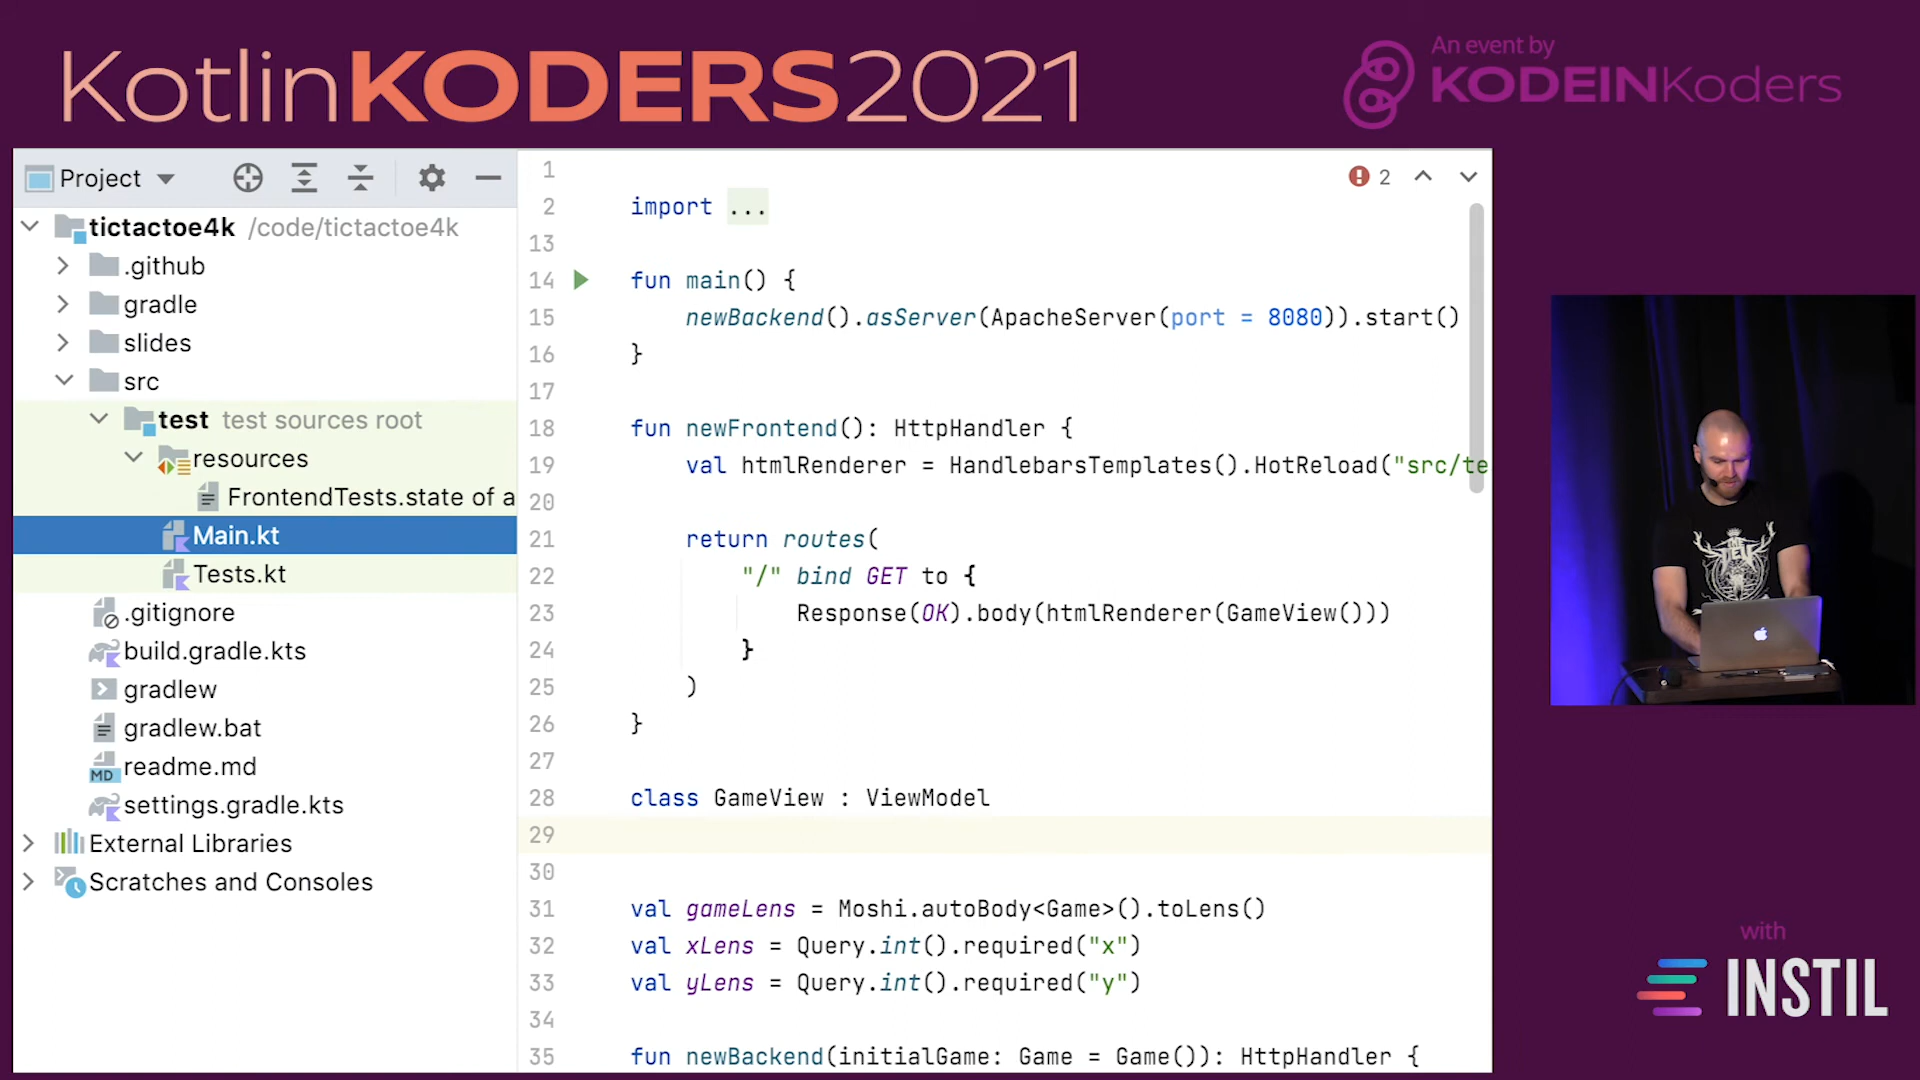 KotlinKODERS2021
An event by
KODEINKoders
Project
tictactoe4k /code/tictactoe4k
.github
gradle
slides
src
test test sources root
resources
FrontendTests.state of a
Main.kt
Tests.kt
.gitignore
build.gradle.kts
gradlew
gradlew.bat
MD readme.md
settings.gradle.kts
External Libraries
Scratches and Consoles
2
1
2 import ...
13
14 fun main() {
15 newBackend().asServer(ApacheServer(port = 8080)).start()
16 }
17
18 fun newFrontend(): HttpHandler {
19 val htmlRenderer = HandlebarsTemplates().HotReload("src/te
20
21 return routes(
22 "/" bind GET to {
23 Response(OK).body(htmlRenderer(GameView()))
24 }
25 )
26 }
27
28 class GameView : ViewModel
29
30
31 val gameLens = Moshi.autoBody<Game>().toLens()
32 val xLens = Query.int().required("x")
33 val yLens = Query.int().required("y")
34
35 fun newBackend(initialGame: Game = Game()): HttpHandler {
with
INSTIL